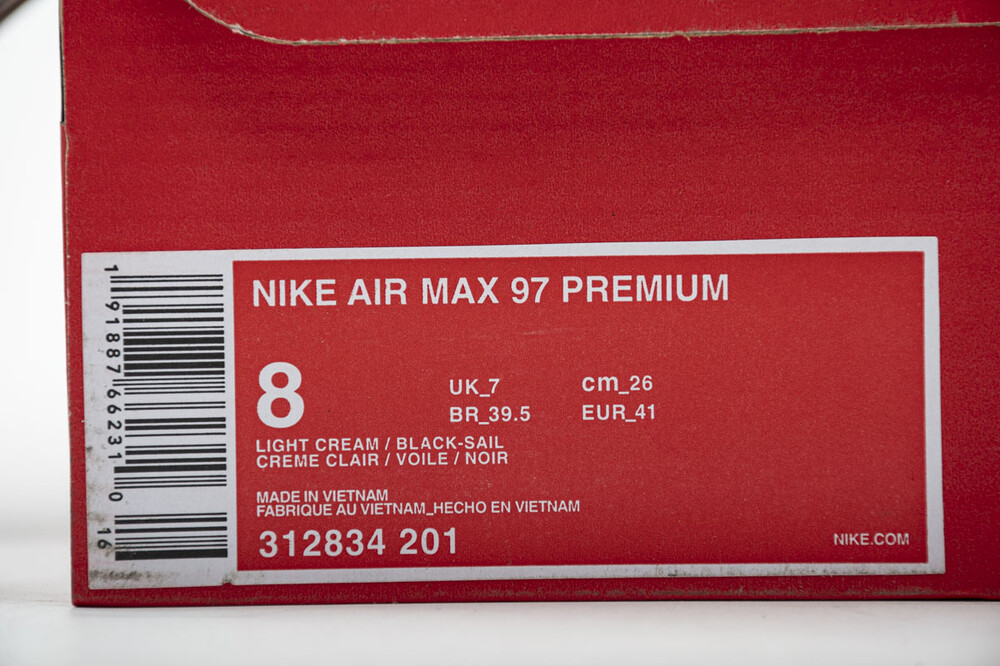 NIKE AIR MAX 97 PREMIUM
8
UK_7
cm_26
BR_39.5
EUR_41
LIGHT CREAM / BLACK-SAIL
CREME CLAIR / VOILE / NOIR
MADE IN VIETNAM
FABRIQUE AU VIETNAM_HECHO EN VIETNAM
312834 201
NIKE.COM
1 91887 66231 0
16